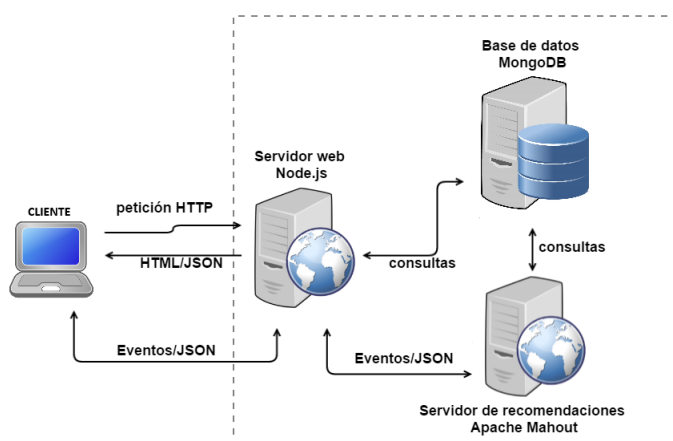 Base de datos
MongoDB
Servidor web
Node.js
CLIENTE
petición HTTP
HTML/JSON
consultas
consultas
Eventos/JSON
Eventos/JSON
Servidor de recomendaciones
Apache Mahout